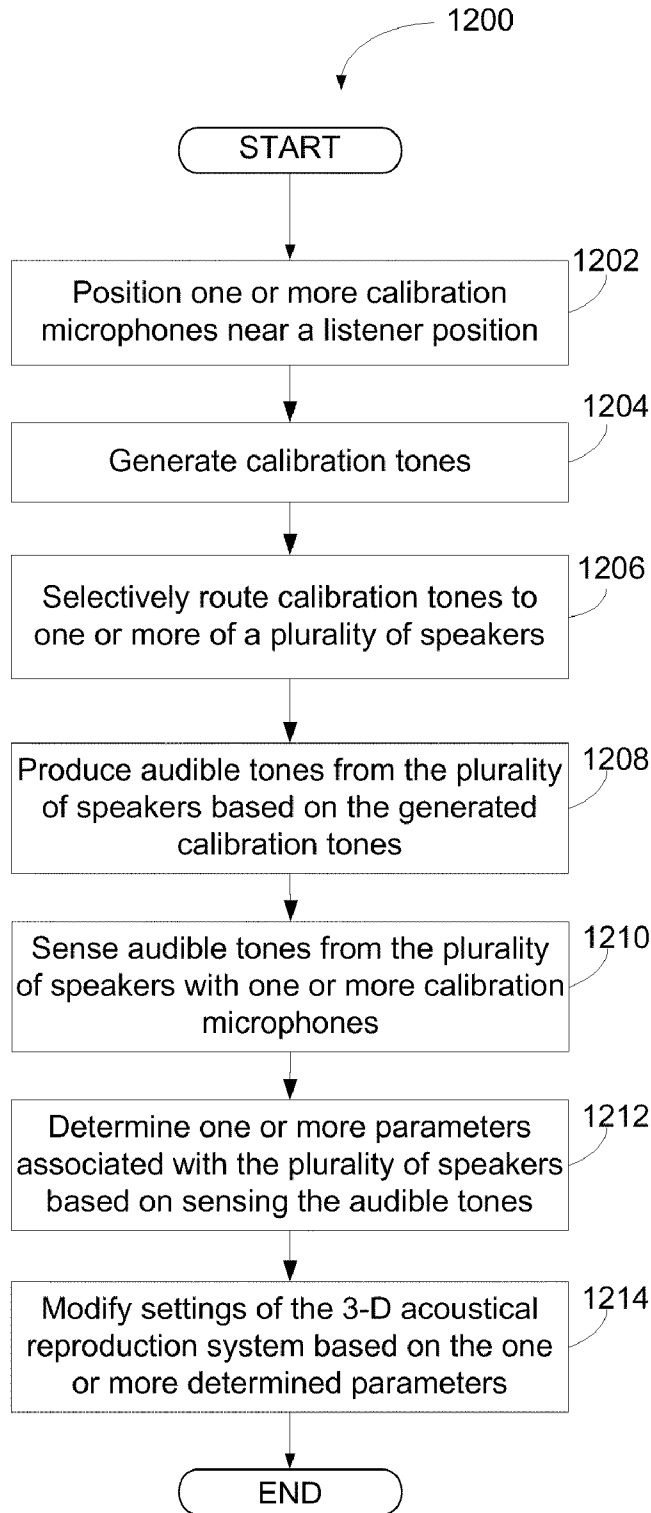 1200
START
1202
Position one or more calibration
microphones near a listener position
1204
Generate calibration tones
1206
Selectively route calibration tones to
one or more of a plurality of speakers
1208
Produce audible tones from the plurality
of speakers based on the generated
calibration tones
1210
Sense audible tones from the plurality
of speakers with one or more calibration
microphones
1212
Determine one or more parameters
associated with the plurality of speakers
based on sensing the audible tones
1214
Modify settings of the 3-D acoustical
reproduction system based on the one
or more determined parameters
END